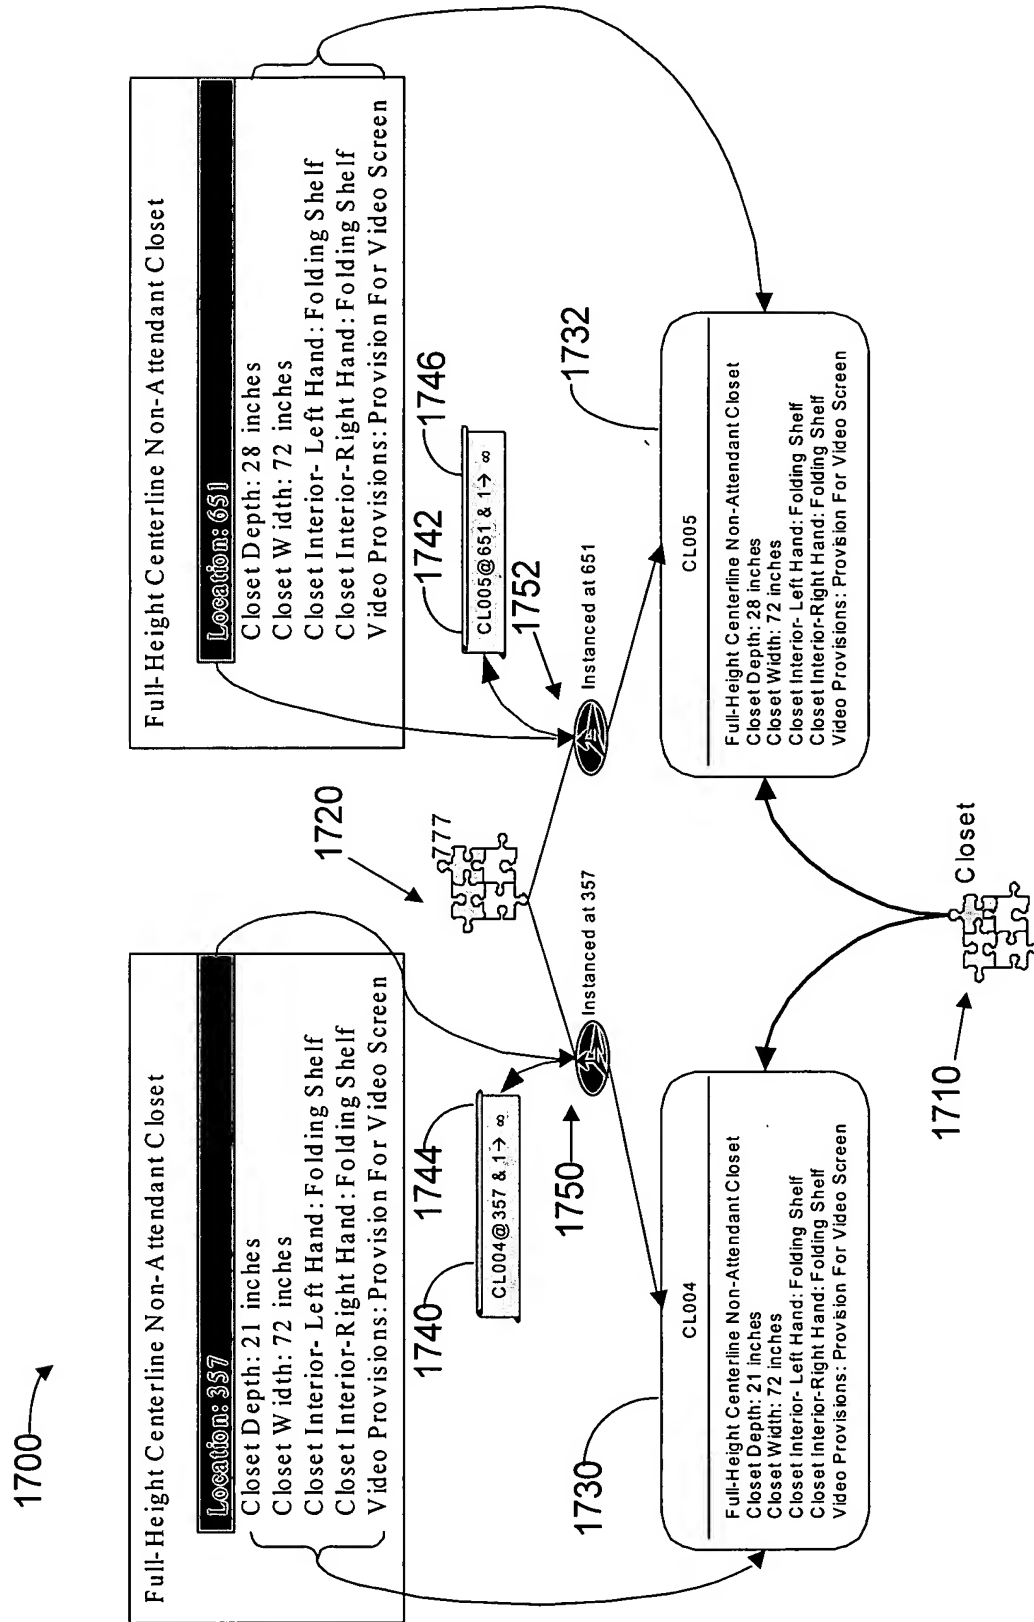 1700
Full-Height Centerline Non-Attendant Closet
Location: 357
Closet Depth: 21 inches
Closet Width: 72 inches
Closet Interior- Left Hand: Folding Shelf
Closet Interior-Right Hand: Folding Shelf
Video Provisions: Provision For Video Screen
Full-Height Centerline Non-Attendant Closet
Location: 651
Closet Depth: 28 inches
Closet Width: 72 inches
Closet Interior- Left Hand: Folding Shelf
Closet Interior-Right Hand: Folding Shelf
Video Provisions: Provision For Video Screen
1720
777
1740
1744
CL004@357 & 1→ ∞
1742
1746
CL005@651 & 1→ ∞
1750
Instanced at 357
1752
Instanced at 651
1730
CL004
Full-Height Centerline Non-Attendant Closet
Closet Depth: 21 inches
Closet Width: 72 inches
Closet Interior- Left Hand: Folding Shelf
Closet Interior-Right Hand: Folding Shelf
Video Provisions: Provision For Video Screen
1732
CL005
Full-Height Centerline Non-Attendant Closet
Closet Depth: 28 inches
Closet Width: 72 inches
Closet Interior- Left Hand: Folding Shelf
Closet Interior-Right Hand: Folding Shelf
Video Provisions: Provision For Video Screen
1710
Closet